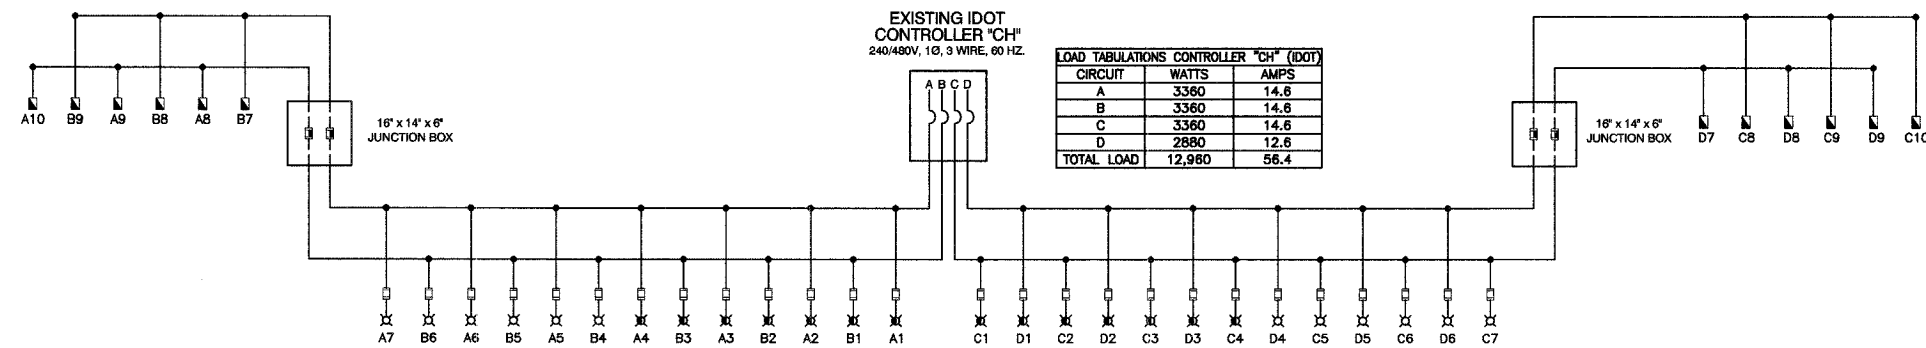 EXISTING IDOT
CONTROLLER "CH"
240/480V, 1Ø, 3 WIRE, 60 HZ.
A B C D
LOAD TABULATIONS CONTROLLER "CH" (IDOT)
CIRCUIT WATTS AMPS
A 3360 14.6
B 3360 14.6
C 3360 14.6
D 2880 12.6
TOTAL LOAD 12,960 56.4
A10 B9 A9 B8 A8 B7
16" x 14" x 6"
JUNCTION BOX
16" x 14" x 6"
JUNCTION BOX
D7 C8 D8 C9 D9 C10
A7 B6 A6 B5 A5 B4 A4 B3 A3 B2 A2 B1 A1
C1 D1 C2 D2 C3 D3 C4 D4 C5 D5 C6 D6 C7